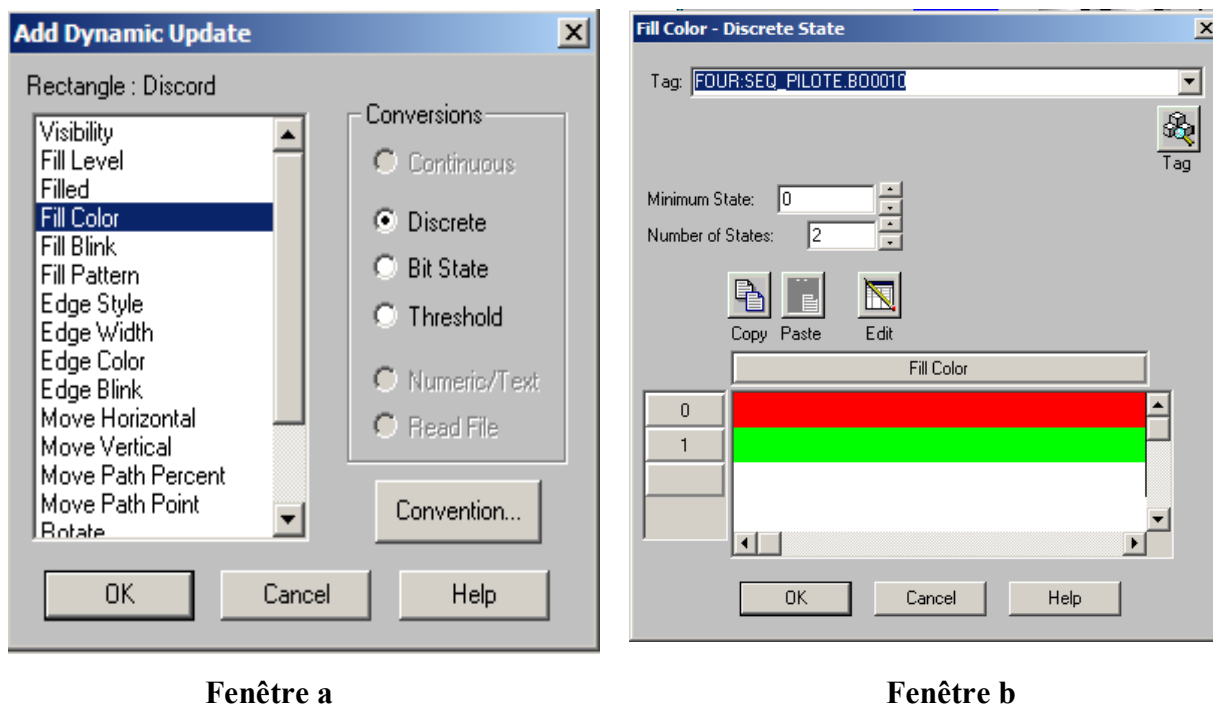 Add Dynamic Update
Rectangle : Discord
Visibility
Fill Level
Filled
Fill Color
Fill Blink
Fill Pattern
Edge Style
Edge Width
Edge Color
Edge Blink
Move Horizontal
Move Vertical
Move Path Percent
Move Path Point
Rotate
Conversions
Continuous
Discrete
Bit State
Threshold
Numeric/Text
Read File
Convention...
OK Cancel Help
Fenêtre a
Fill Color - Discrete State
Tag: FOUR:SEQ_PILOTE.BO0010
Tag
Minimum State: 0
Number of States: 2
Copy Paste Edit
Fill Color
0
1
OK Cancel Help
Fenêtre b